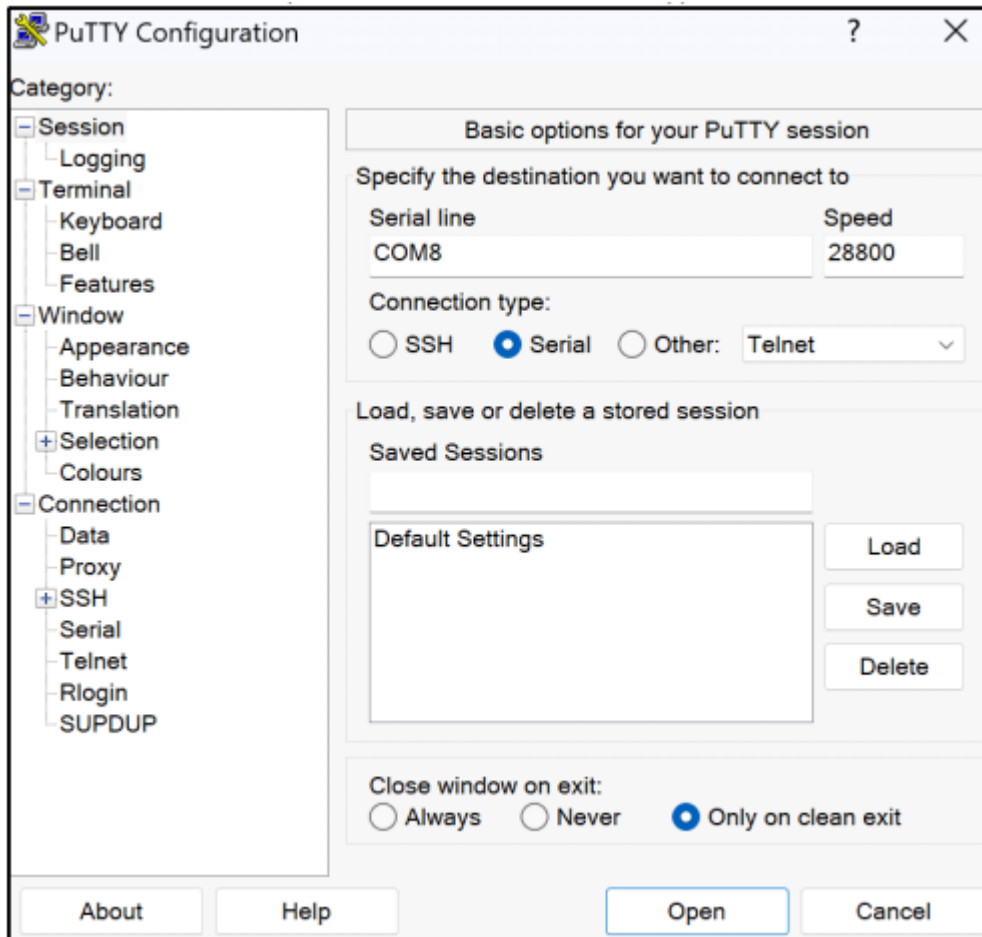 PuTTY Configuration
?
Category:
Session
Logging
Terminal
Keyboard
Bell
Features
Window
Appearance
Behaviour
Translation
Selection
Colours
Connection
Data
Proxy
SSH
Serial
Telnet
Rlogin
SUPDUP
Basic options for your PuTTY session
Specify the destination you want to connect to
Serial line Speed
COM8 28800
Connection type:
SSH Serial Other: Telnet
Load, save or delete a stored session
Saved Sessions
Default Settings
Load
Save
Delete
Close window on exit:
Always Never Only on clean exit
About Help Open Cancel